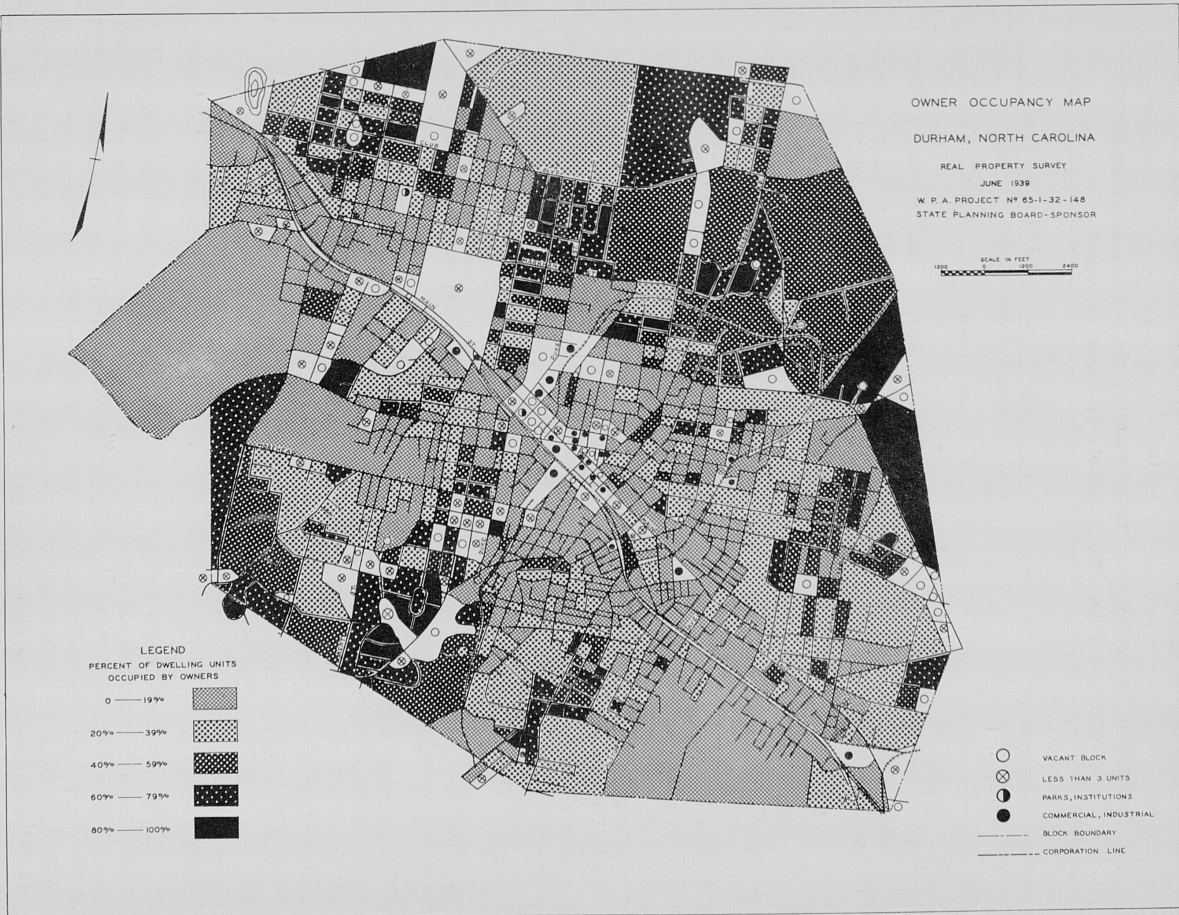 OWNER OCCUPANCY MAP
DURHAM, NORTH CAROLINA
REAL PROPERTY SURVEY
JUNE 1939
W. P. A. PROJECT Nº 65-1-32-148
STATE PLANNING BOARD-SPONSOR
SCALE IN FEET
1200 0 1200 2400
MAIN ST.
LEGEND
PERCENT OF DWELLING UNITS
OCCUPIED BY OWNERS
0 — 19%
20% — 39%
40% — 59%
60% — 79%
80% — 100%
VACANT BLOCK
LESS THAN 3 UNITS
PARKS, INSTITUTIONS
COMMERCIAL, INDUSTRIAL
BLOCK BOUNDARY
CORPORATION LINE